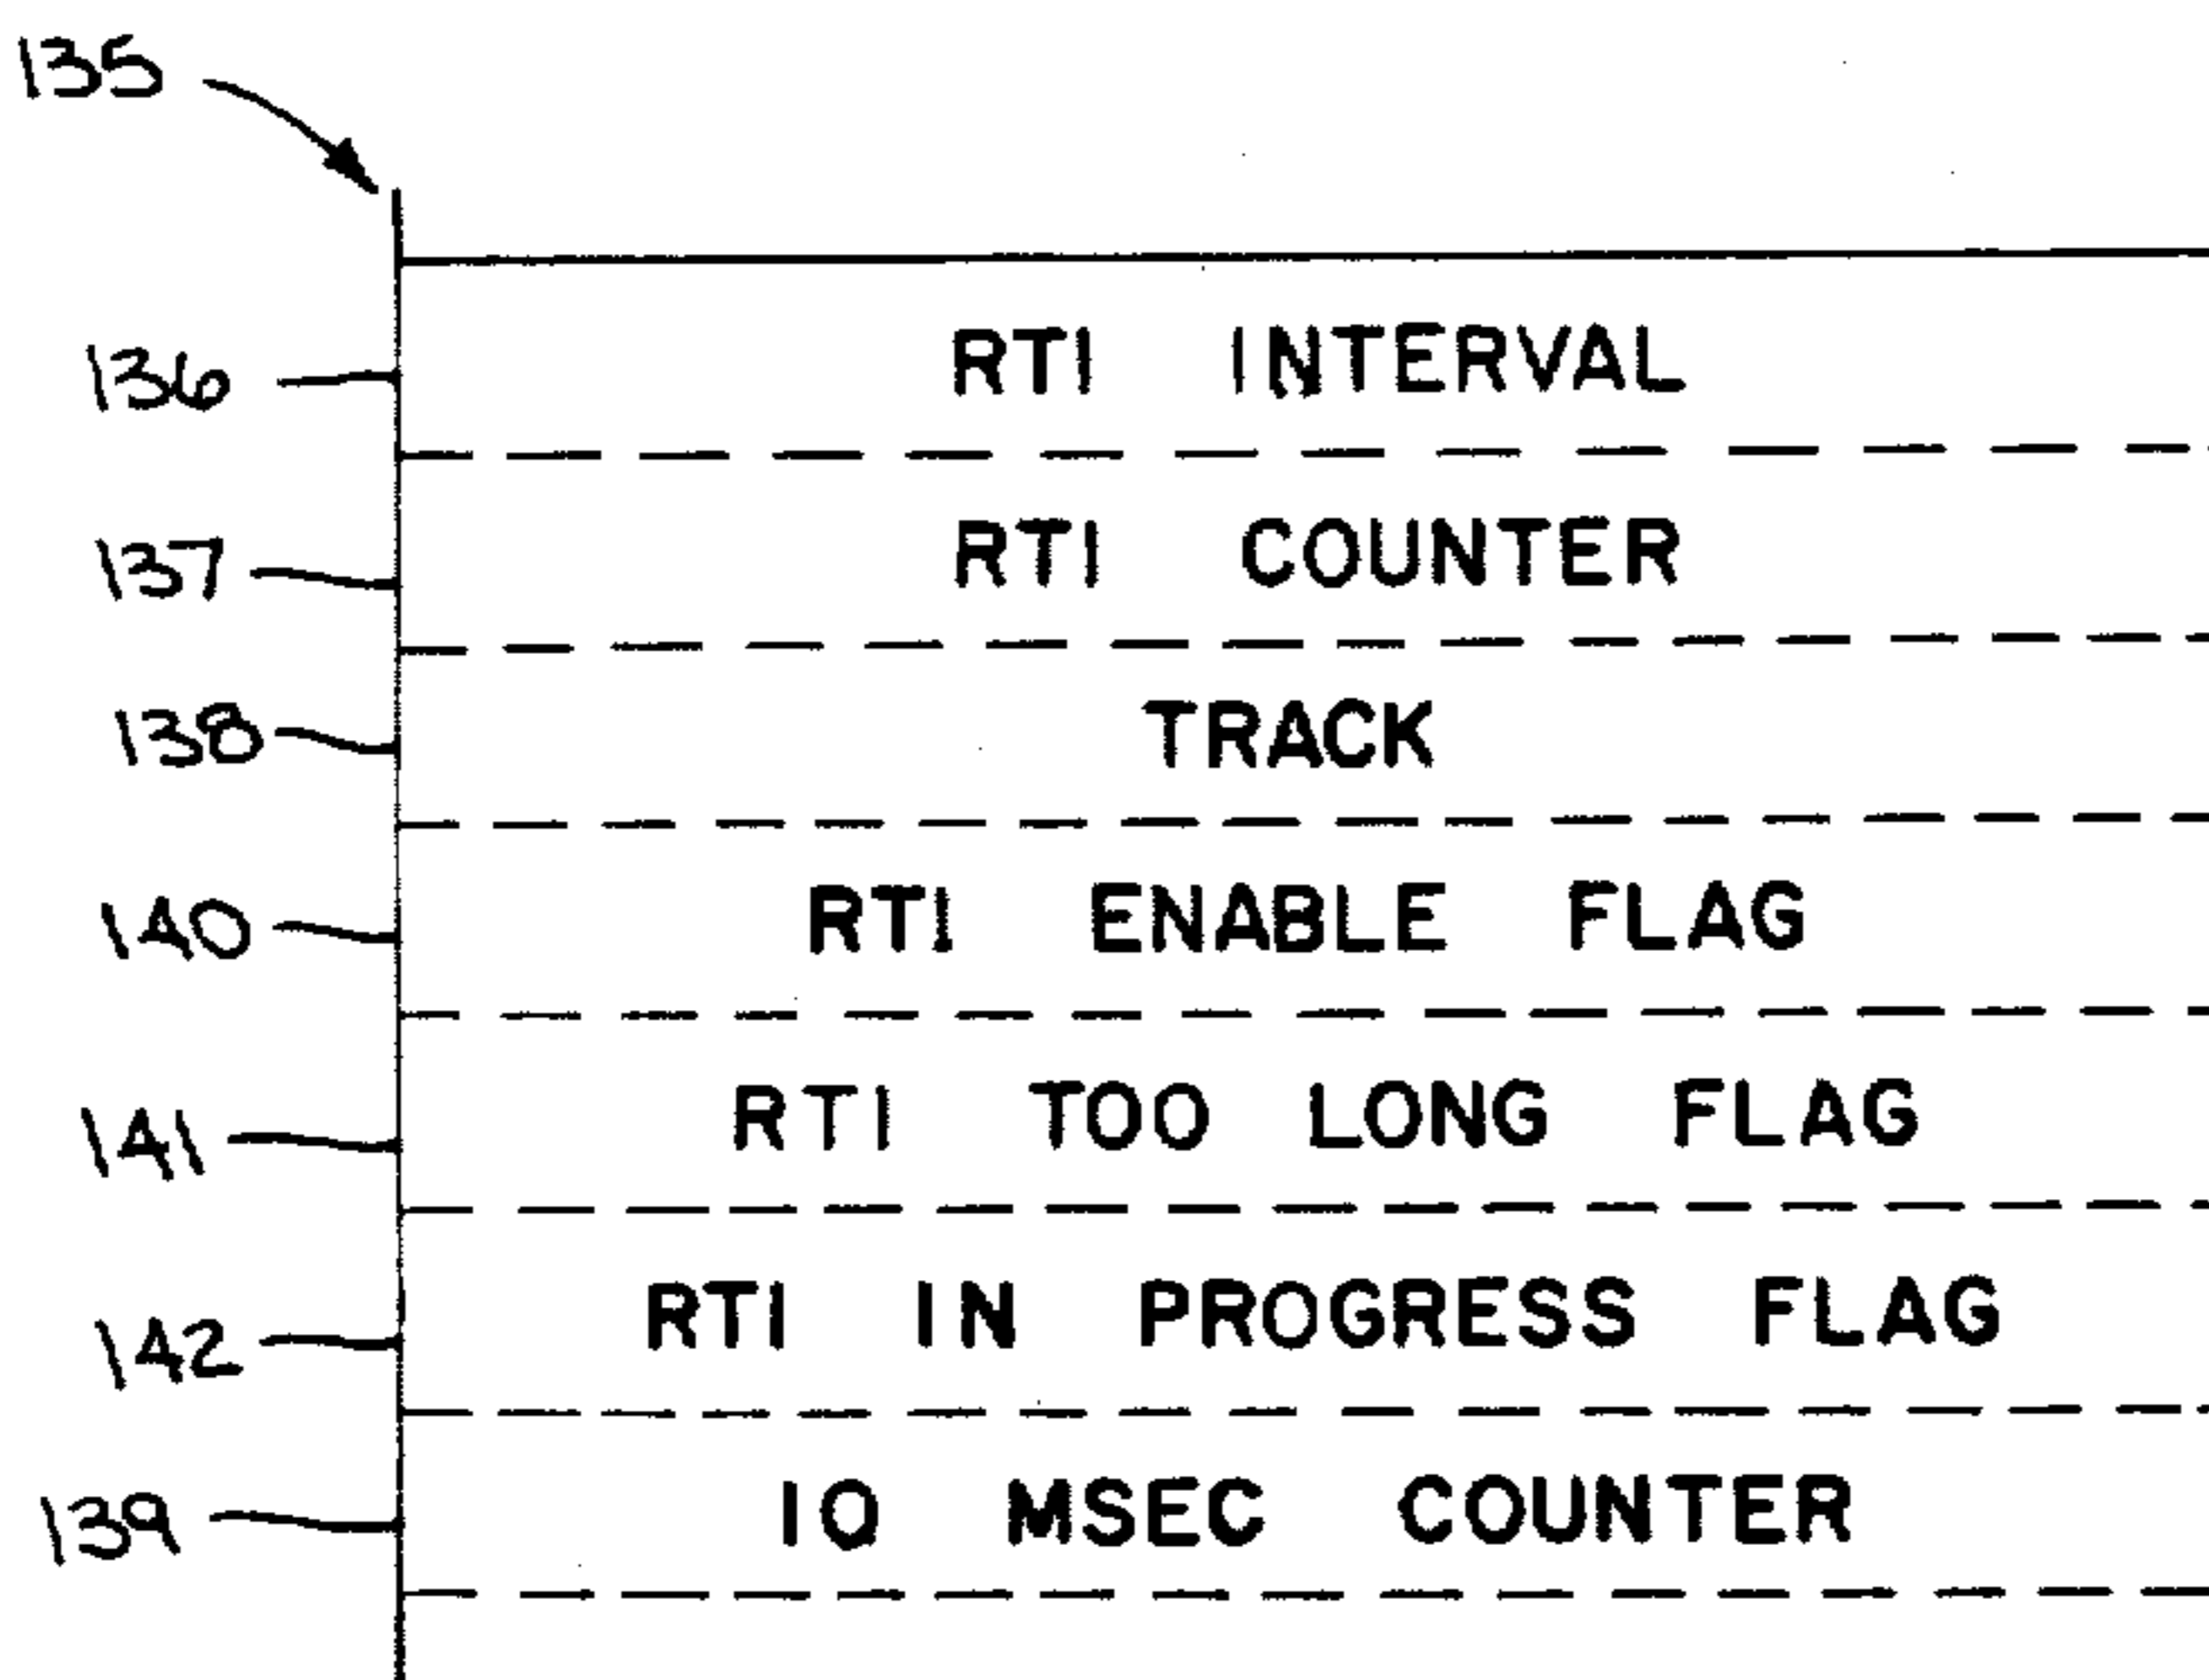 135
136 RTI INTERVAL
137 RTI COUNTER
138 TRACK
140 RTI ENABLE FLAG
141 RTI TOO LONG FLAG
142 RTI IN PROGRESS FLAG
139 10 MSEC COUNTER